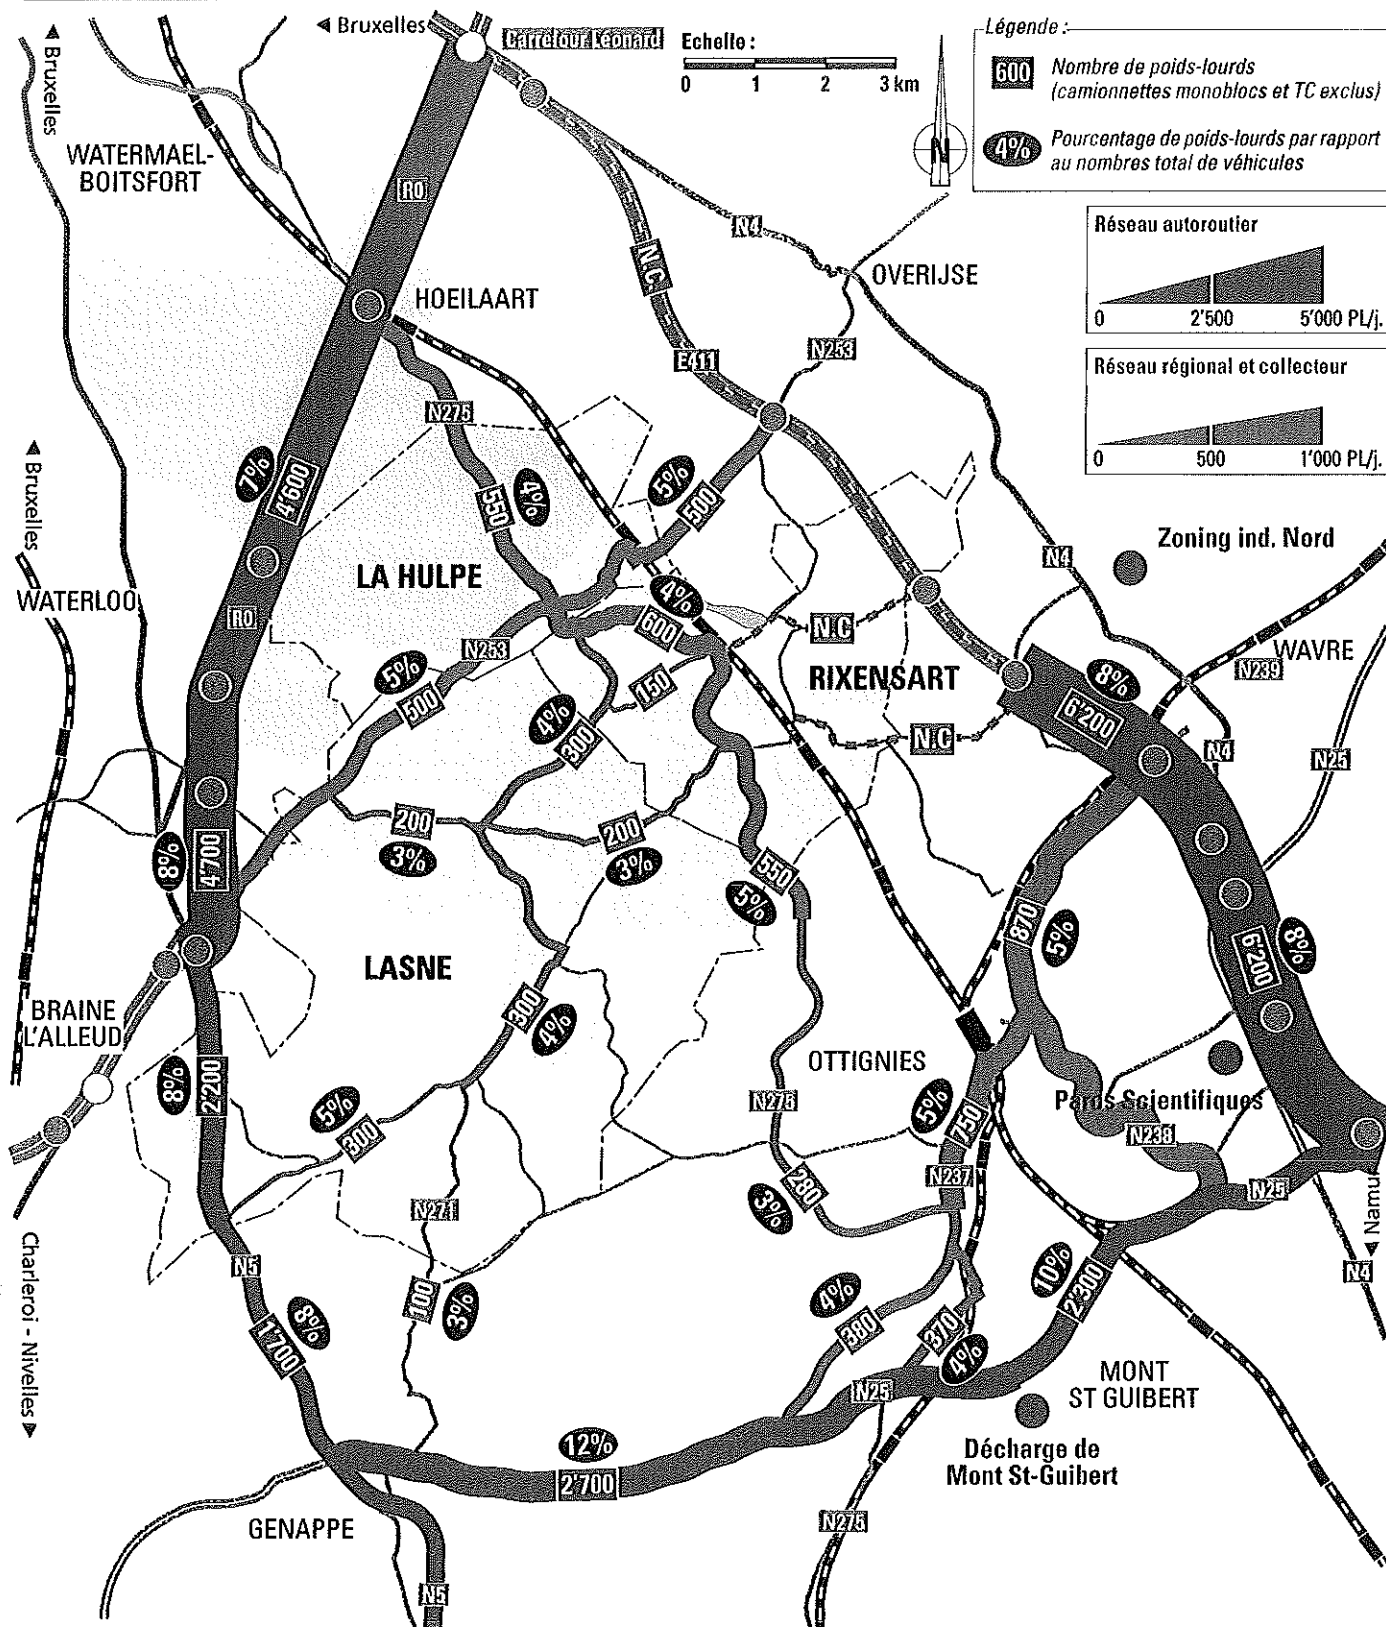 ◄ Bruxelles
Carrefour Léonard
Echelle :
0 1 2 3 km
N
Légende :
600
Nombre de poids-lourds
(camionnettes monoblocs et TC exclus)
4%
Pourcentage de poids-lourds par rapport
au nombres total de véhicules
Réseau autoroutier
0 2'500 5'000 PL/j.
Réseau régional et collecteur
0 500 1'000 PL/j.
◄ Bruxelles
WATERMAEL-
BOITSFORT
R0
N4
N.C
OVERIJSE
HOEILAART
E411
N253
N275
◄ Bruxelles
7%
4'600
550
4%
5%
500
Zoning ind. Nord
N4
LA HULPE
WATERLOO
R0
4%
600
N.C
WAVRE
N239
N253
5%
500
150
RIXENSART
8%
6'200
4%
300
N.C
N4
N25
200
3%
200
3%
8%
4'700
550
5%
870
5%
6'200
8%
LASNE
BRAINE
L'ALLEUD
300
4%
8%
2'200
OTTIGNIES
5%
300
N275
5%
750
Parcs Scientifiques
N238
N237
N25
280
3%
N271
Namur ►
N4
N5
100
3%
10%
2'300
4%
380
370
4%
8%
1'700
Charleroi - Nivelles ►
N25
MONT
ST GUIBERT
12%
2'700
Décharge de
Mont St-Guibert
GENAPPE
N275
N5